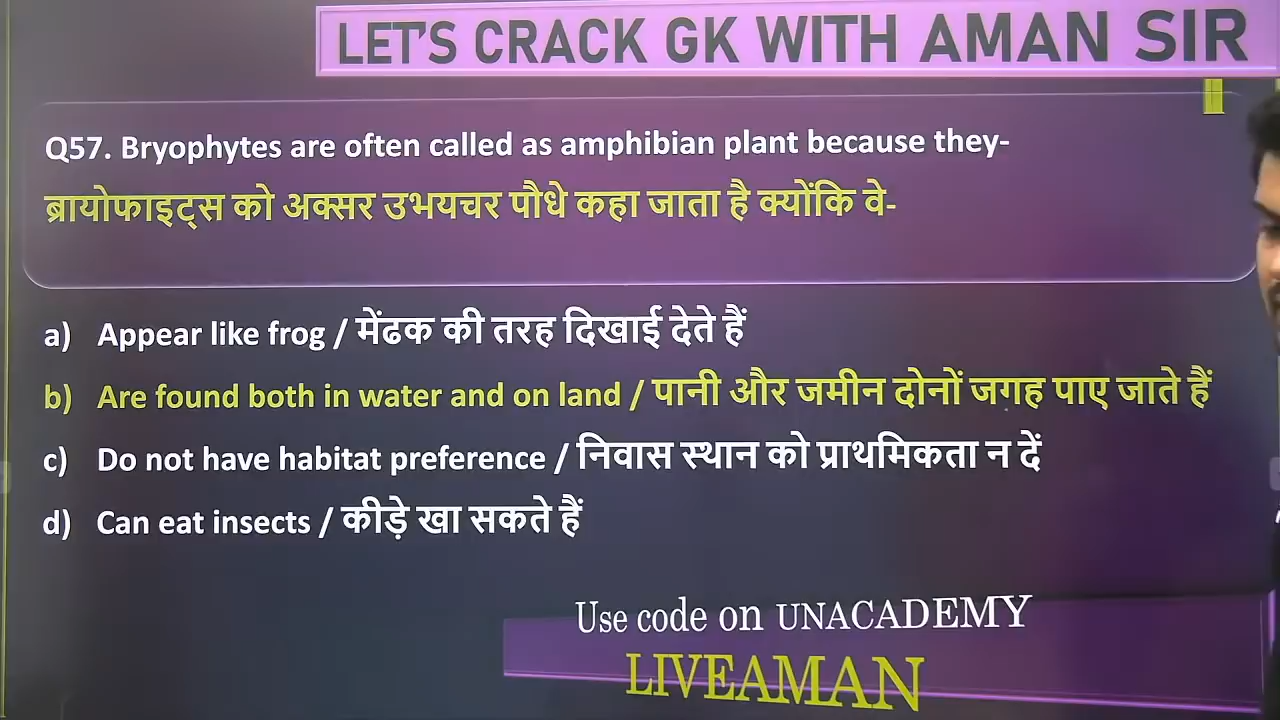 LET'S CRACK GK WITH AMAN SIR
Q57. Bryophytes are often called as amphibian plant because they-
ब्रायोफाइट्स को अक्सर उभयचर पौधे कहा जाता है क्योंकि वे-
a) Appear like frog / मेंढक की तरह दिखाई देते हैं
b) Are found both in water and on land / पानी और जमीन दोनों जगह पाए जाते हैं
c) Do not have habitat preference / निवास स्थान को प्राथमिकता न दें
d) Can eat insects / कीड़े खा सकते हैं
Use code on UNACADEMY
LIVEAMAN